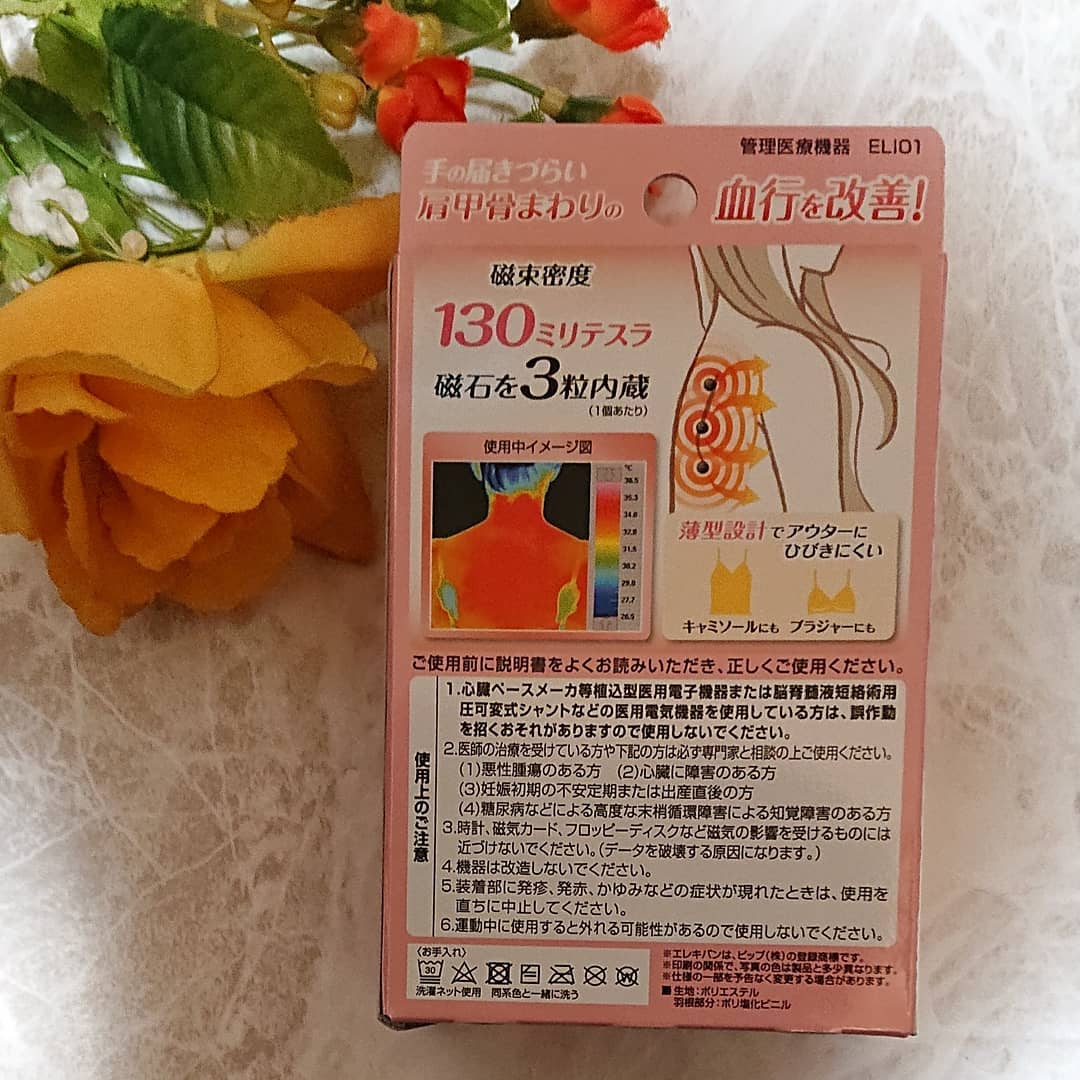 管理医療機器 ELI01
手の届きづらい
肩甲骨まわりの 血行を改善!
磁束密度
130ミリテスラ
磁石を3粒内蔵
(1個あたり)
使用中イメージ図
℃
36.5
35.3
34.0
32.8
31.5
30.2
29.0
27.7
26.5
薄型設計でアウターに
ひびきにくい
キャミソールにも ブラジャーにも
ご使用前に説明書をよくお読みいただき、正しくご使用ください。
使用上のご注意
1.心臓ペースメーカ等植込型医用電子機器または脳脊髄液短絡術用
圧可変式シャントなどの医用電気機器を使用している方は、誤作動
を招くおそれがありますので使用しないでください。
2.医師の治療を受けている方や下記の方は必ず専門家と相談の上ご使用ください。
(1)悪性腫瘍のある方 (2)心臓に障害のある方
(3)妊娠初期の不安定期または出産直後の方
(4)糖尿病などによる高度な末梢循環障害による知覚障害のある方
3.時計、磁気カード、フロッピーディスクなど磁気の影響を受けるものには
近づけないでください。(データを破壊する原因になります。)
4.機器は改造しないでください。
5.装着部に発疹、発赤、かゆみなどの症状が現れたときは、使用を
直ちに中止してください。
6.運動中に使用すると外れる可能性があるので使用しないでください。
〈お手入れ〉
30
洗濯ネット使用 同系色と一緒に洗う
※エレキバンは、ピップ(株)の登録商標です。
※印刷の関係で、写真の色は製品と多少異なります。
※仕様の一部を予告なく変更する場合があります。
■生地:ポリエステル
羽根部分:ポリ塩化ビニル